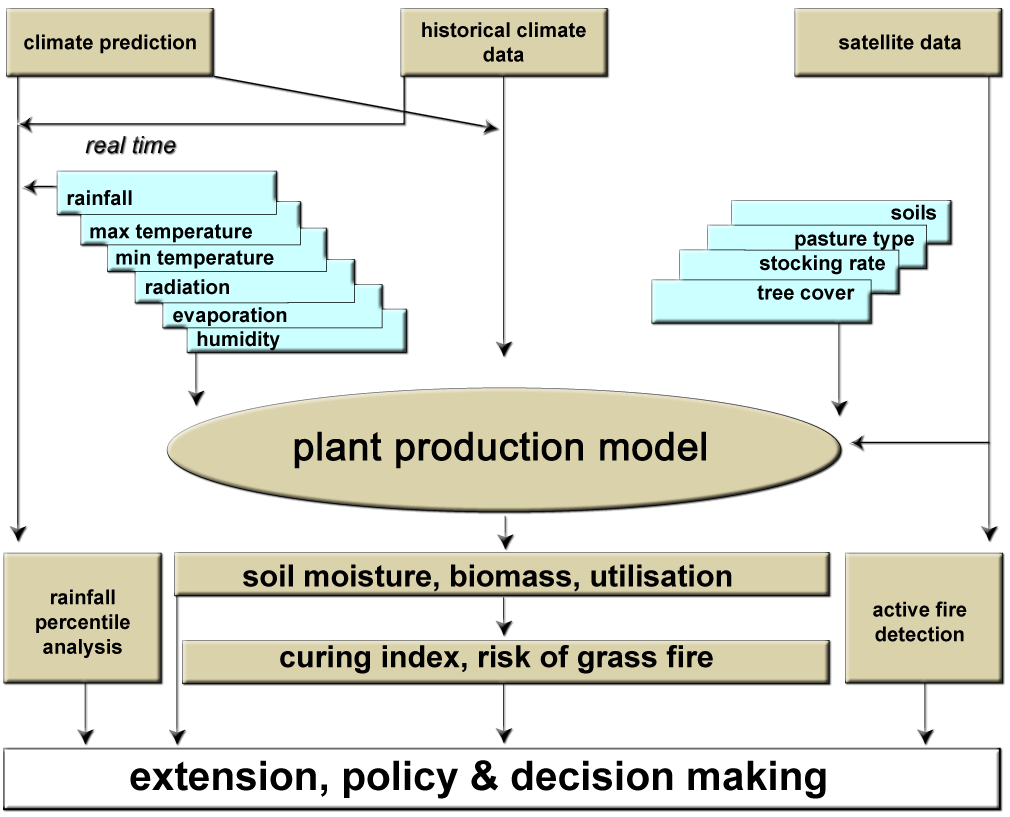 climate prediction
historical climate
data
satellite data
real time
rainfall
max temperature
min temperature
radiation
evaporation
humidity
soils
pasture type
stocking rate
tree cover
plant production model
rainfall
percentile
analysis
soil moisture, biomass, utilisation
curing index, risk of grass fire
active fire
detection
extension, policy & decision making